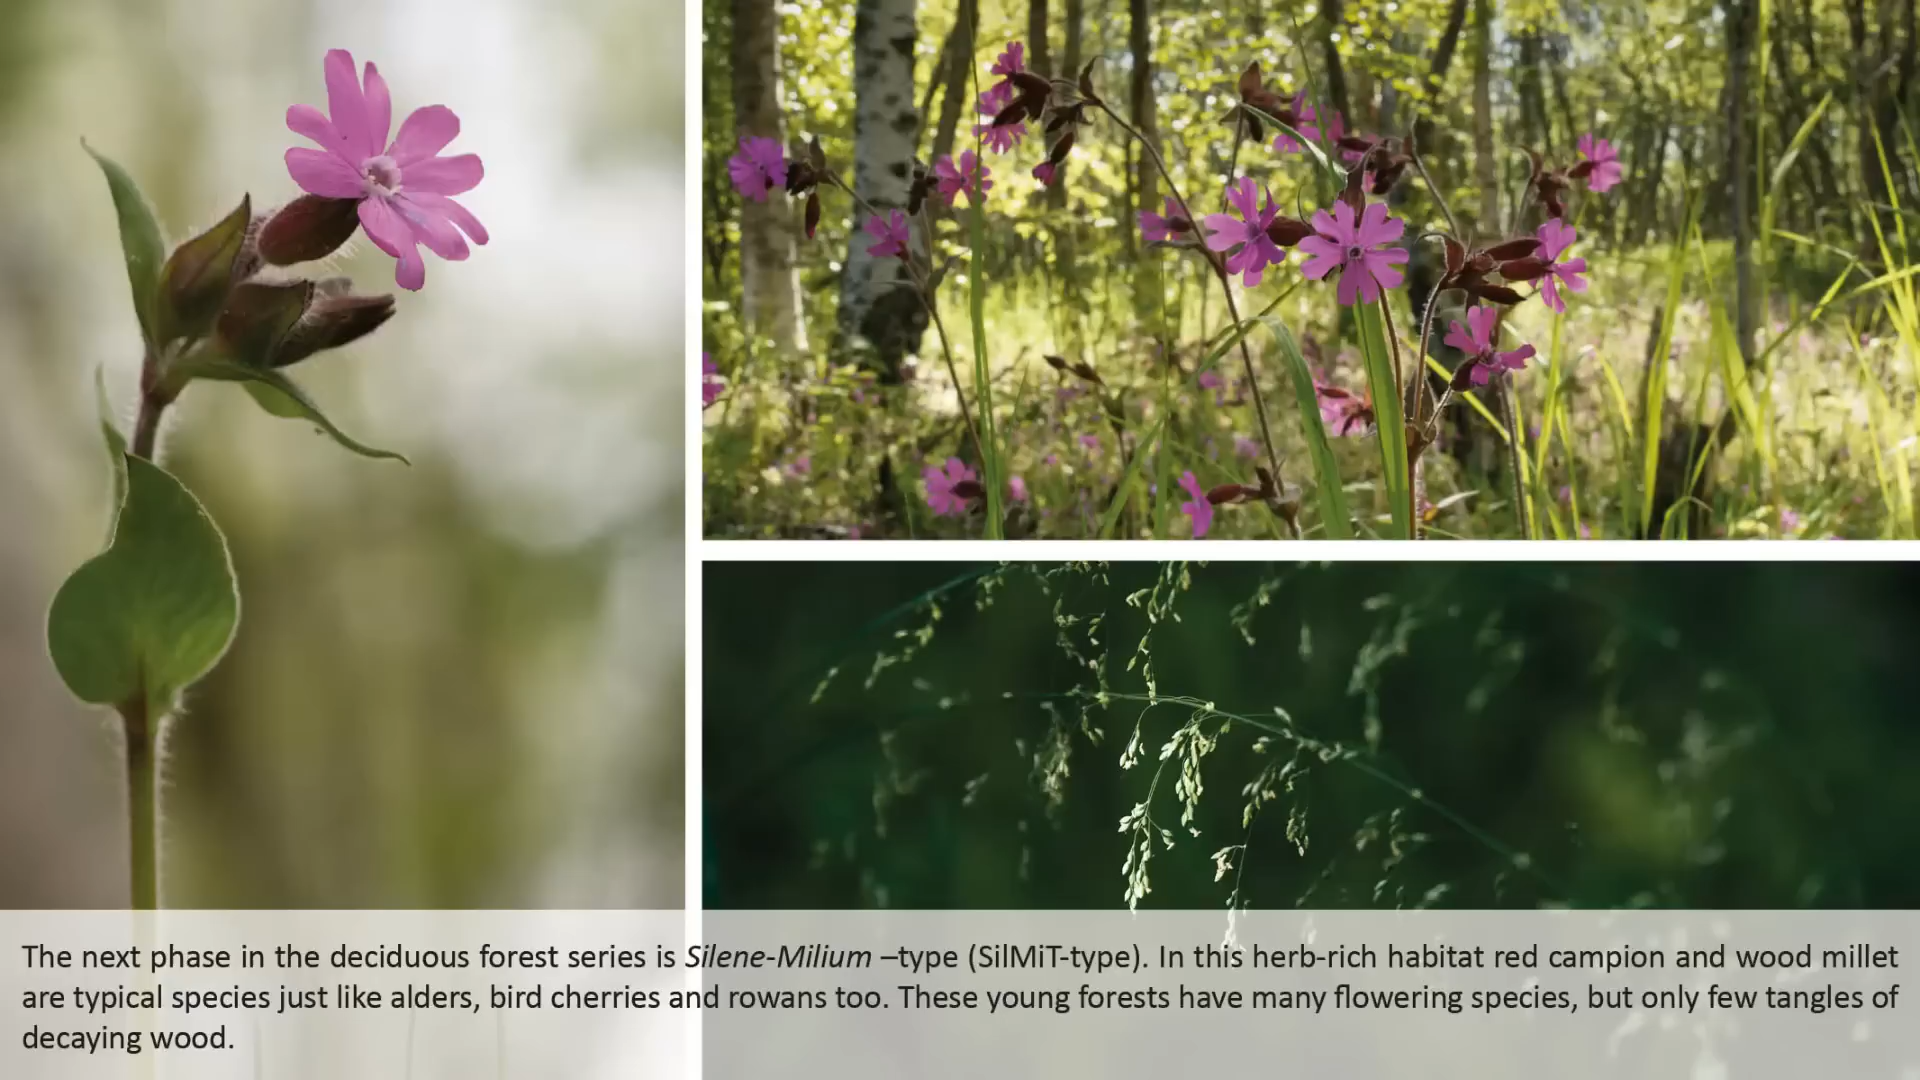 The next phase in the deciduous forest series is Silene-Milium –type (SilMiT-type). In this herb-rich habitat red campion and wood millet
are typical species just like alders, bird cherries and rowans too. These young forests have many flowering species, but only few tangles of
decaying wood.